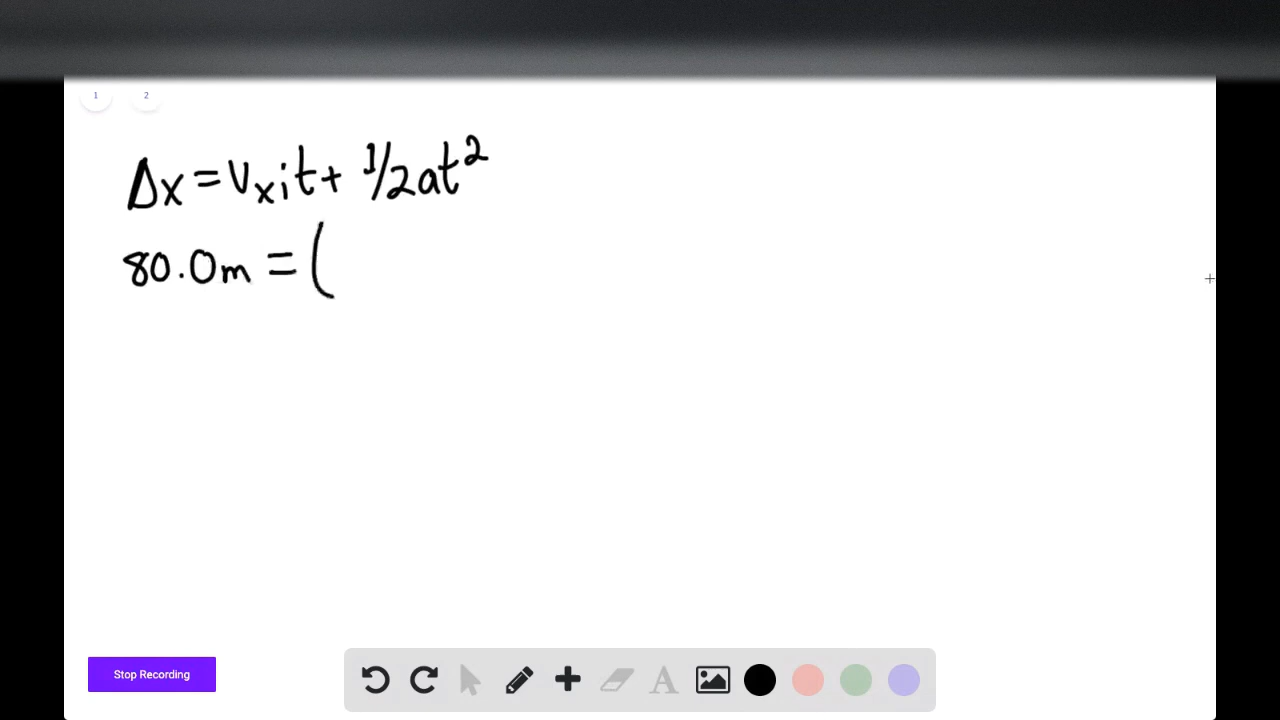 1 2
Δx = vₓᵢt + 1/2at²
80.0m = (
Stop Recording
A